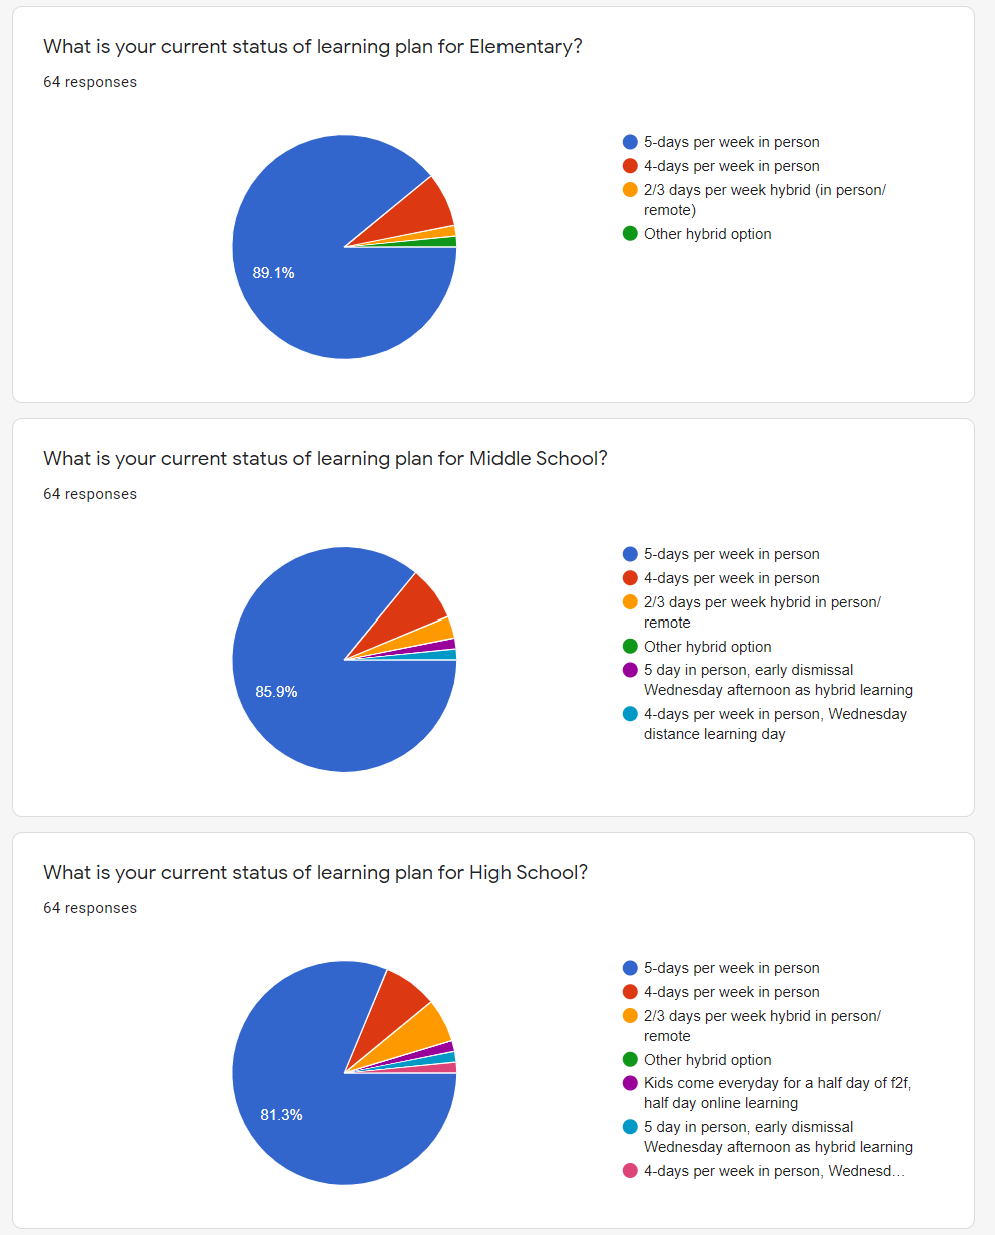 What is your current status of learning plan for Elementary?
64 responses
5-days per week in person
4-days per week in person
2/3 days per week hybrid (in person/
remote)
Other hybrid option
89.1%
What is your current status of learning plan for Middle School?
64 responses
5-days per week in person
4-days per week in person
2/3 days per week hybrid in person/
remote
Other hybrid option
5 day in person, early dismissal
Wednesday afternoon as hybrid learning
4-days per week in person, Wednesday
distance learning day
85.9%
What is your current status of learning plan for High School?
64 responses
5-days per week in person
4-days per week in person
2/3 days per week hybrid in person/
remote
Other hybrid option
Kids come everyday for a half day of f2f,
half day online learning
5 day in person, early dismissal
Wednesday afternoon as hybrid learning
4-days per week in person, Wednesd…
81.3%